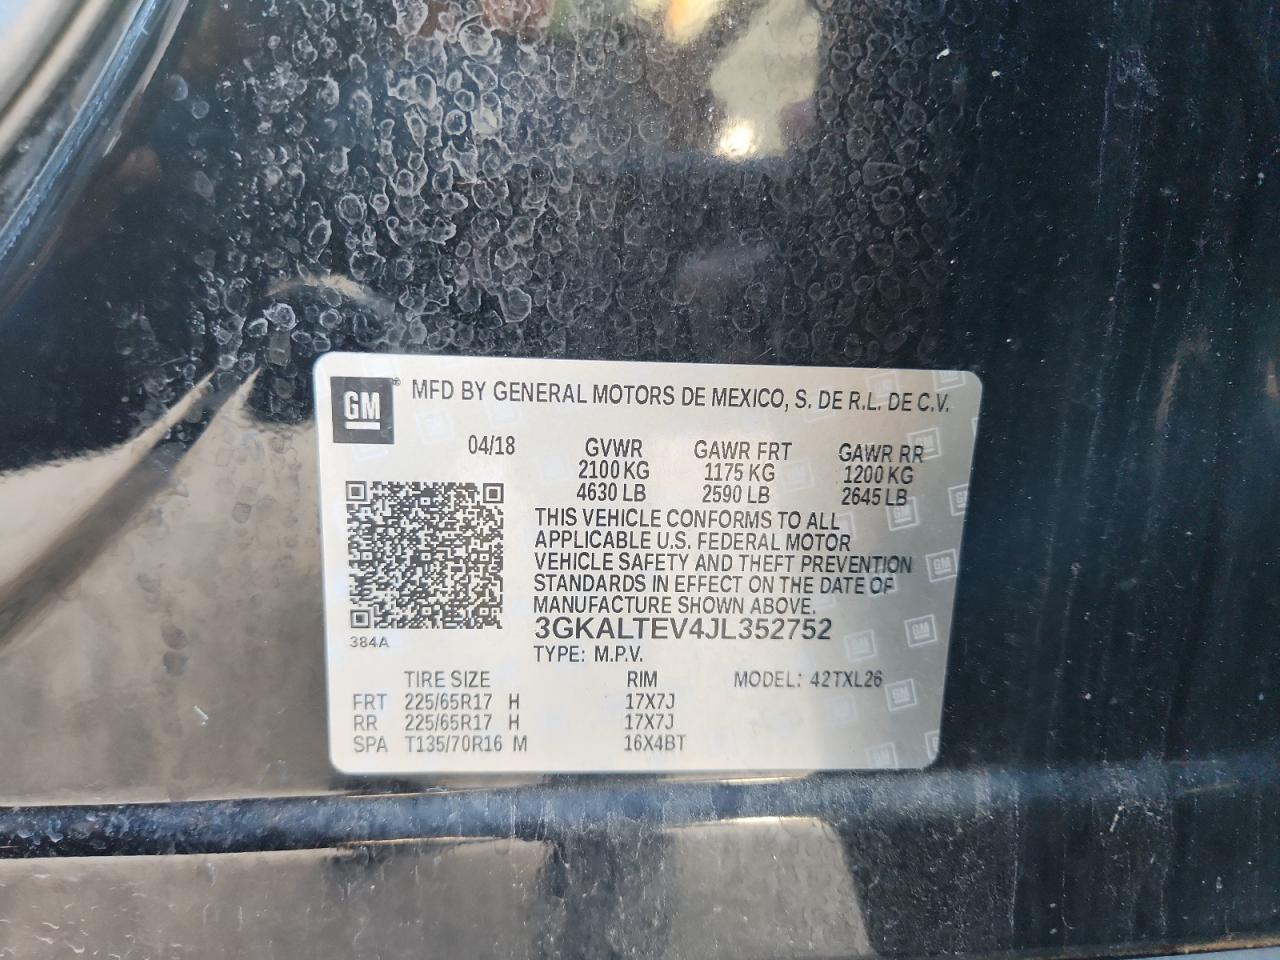 GM® MFD BY GENERAL MOTORS DE MEXICO, S. DE R.L. DE C.V.
04/18 GVWR GAWR FRT GAWR RR
2100 KG 1175 KG 1200 KG
4630 LB 2590 LB 2645 LB
THIS VEHICLE CONFORMS TO ALL
APPLICABLE U.S. FEDERAL MOTOR
VEHICLE SAFETY AND THEFT PREVENTION
STANDARDS IN EFFECT ON THE DATE OF
MANUFACTURE SHOWN ABOVE.
3GKALTEV4JL352752
384A
TYPE: M.P.V.
TIRE SIZE RIM MODEL: 42TXL26
FRT 225/65R17 H 17X7J
RR 225/65R17 H 17X7J
SPA T135/70R16 M 16X4BT